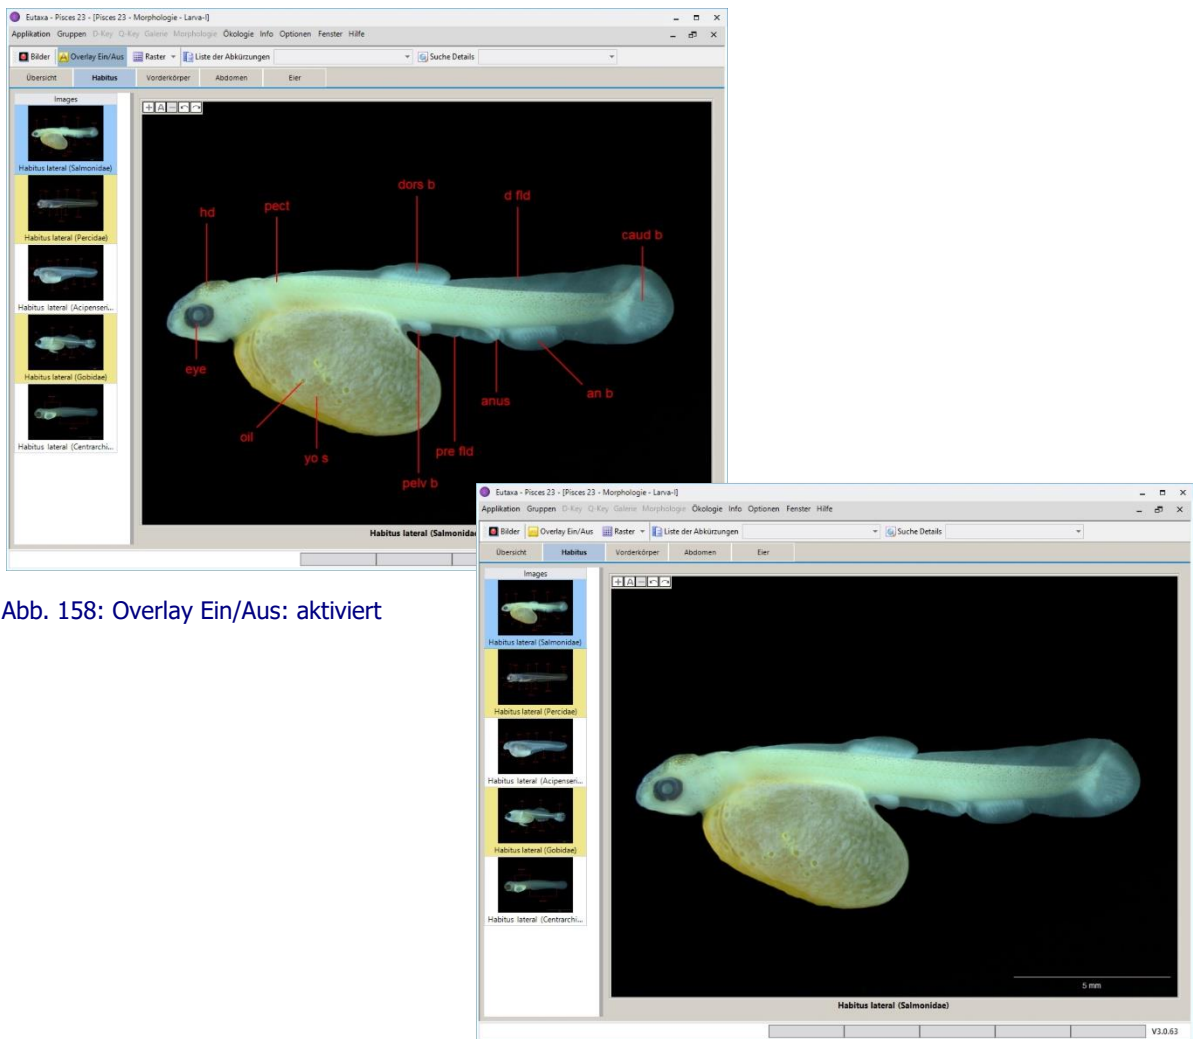 Eutaxa - Pisces 23 - [Pisces 23 - Morphologie - Larva-I]
Applikation Gruppen D-Key Q-Key Galerie Morphologie Ökologie Info Optionen Fenster Hilfe
Bilder Overlay Ein/Aus Raster Liste der Abkürzungen Suche Details
Übersicht Habitus Vorderkörper Abdomen Eier
Images
Habitus lateral (Salmonidae)
Habitus lateral (Percidae)
Habitus lateral (Acipenseri...
Habitus lateral (Gobidae)
Habitus lateral (Centrarchi...
dors b
d fld
hd
pect
caud b
eye
an b
anus
oil
pre fld
yo s
pelv b
Habitus lateral (Salmonidae
Abb. 158: Overlay Ein/Aus: aktiviert
Eutaxa - Pisces 23 - [Pisces 23 - Morphologie - Larva-I]
Applikation Gruppen D-Key Q-Key Galerie Morphologie Ökologie Info Optionen Fenster Hilfe
Bilder Overlay Ein/Aus Raster Liste der Abkürzungen Suche Details
Übersicht Habitus Vorderkörper Abdomen Eier
Images
Habitus lateral (Salmonidae)
Habitus lateral (Percidae)
Habitus lateral (Acipenseri...
Habitus lateral (Gobidae)
Habitus lateral (Centrarchi...
5 mm
Habitus lateral (Salmonidae)
V3.0.63